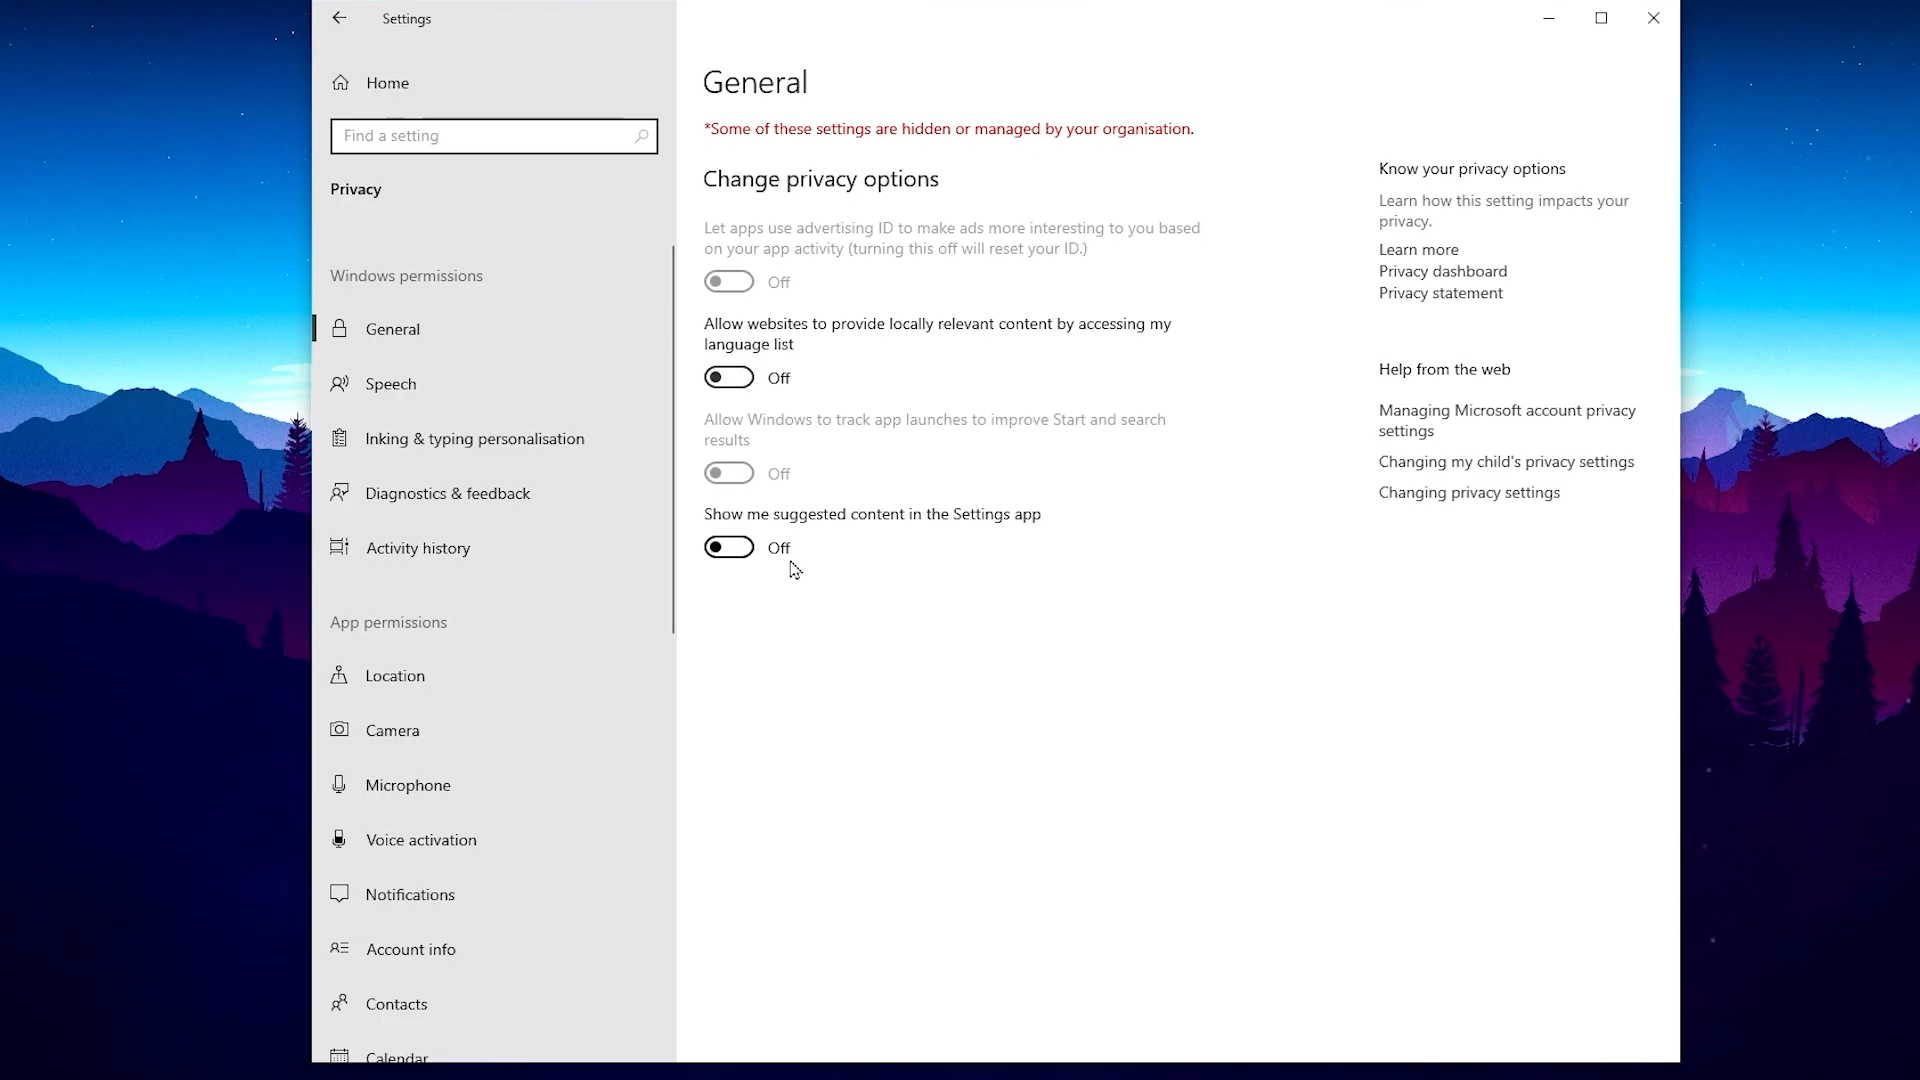 Settings
Home
Find a setting
Privacy
Windows permissions
General
Speech
Inking & typing personalisation
Diagnostics & feedback
Activity history
App permissions
Location
Camera
Microphone
Voice activation
Notifications
Account info
Contacts
Calendar
General
*Some of these settings are hidden or managed by your organisation.
Change privacy options
Let apps use advertising ID to make ads more interesting to you based
on your app activity (turning this off will reset your ID.)
Off
Allow websites to provide locally relevant content by accessing my
language list
Off
Allow Windows to track app launches to improve Start and search
results
Off
Show me suggested content in the Settings app
Off
Know your privacy options
Learn how this setting impacts your
privacy.
Learn more
Privacy dashboard
Privacy statement
Help from the web
Managing Microsoft account privacy
settings
Changing my child's privacy settings
Changing privacy settings